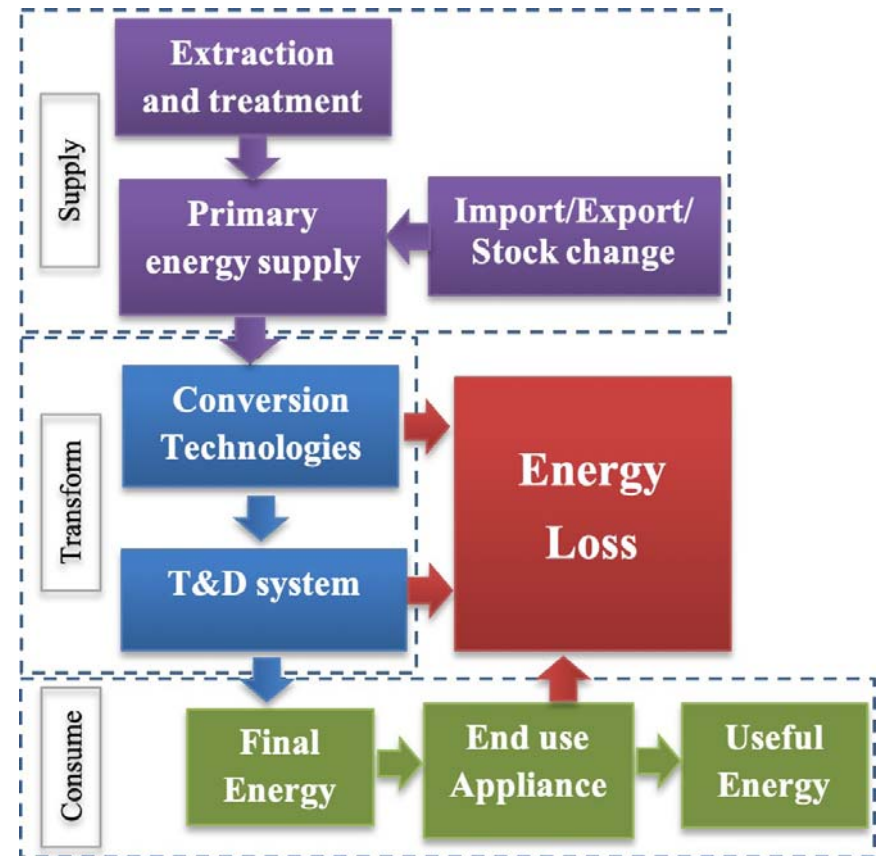 Supply
Extraction
and treatment
Primary
energy supply
Import/Export/
Stock change
Transform
Conversion
Technologies
T&D system
Energy
Loss
Consume
Final
Energy
End use
Appliance
Useful
Energy